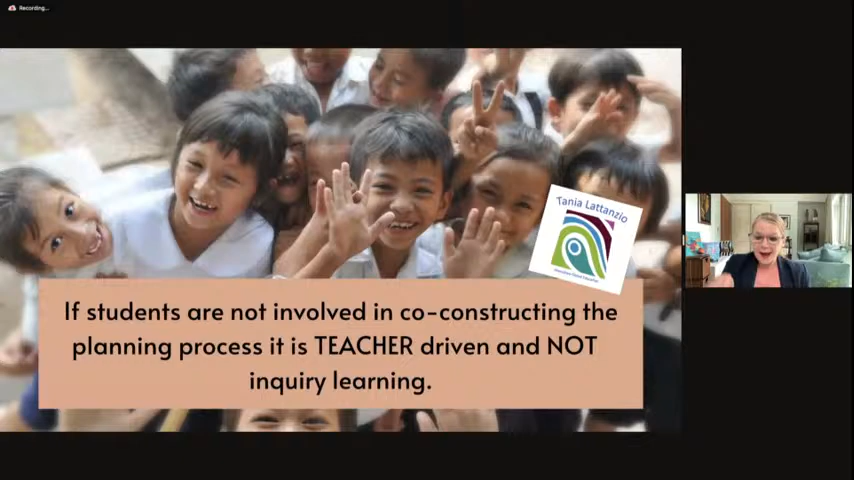 Recording...
Tania Lattanzio
If students are not involved in co-constructing the
planning process it is TEACHER driven and NOT
inquiry learning.